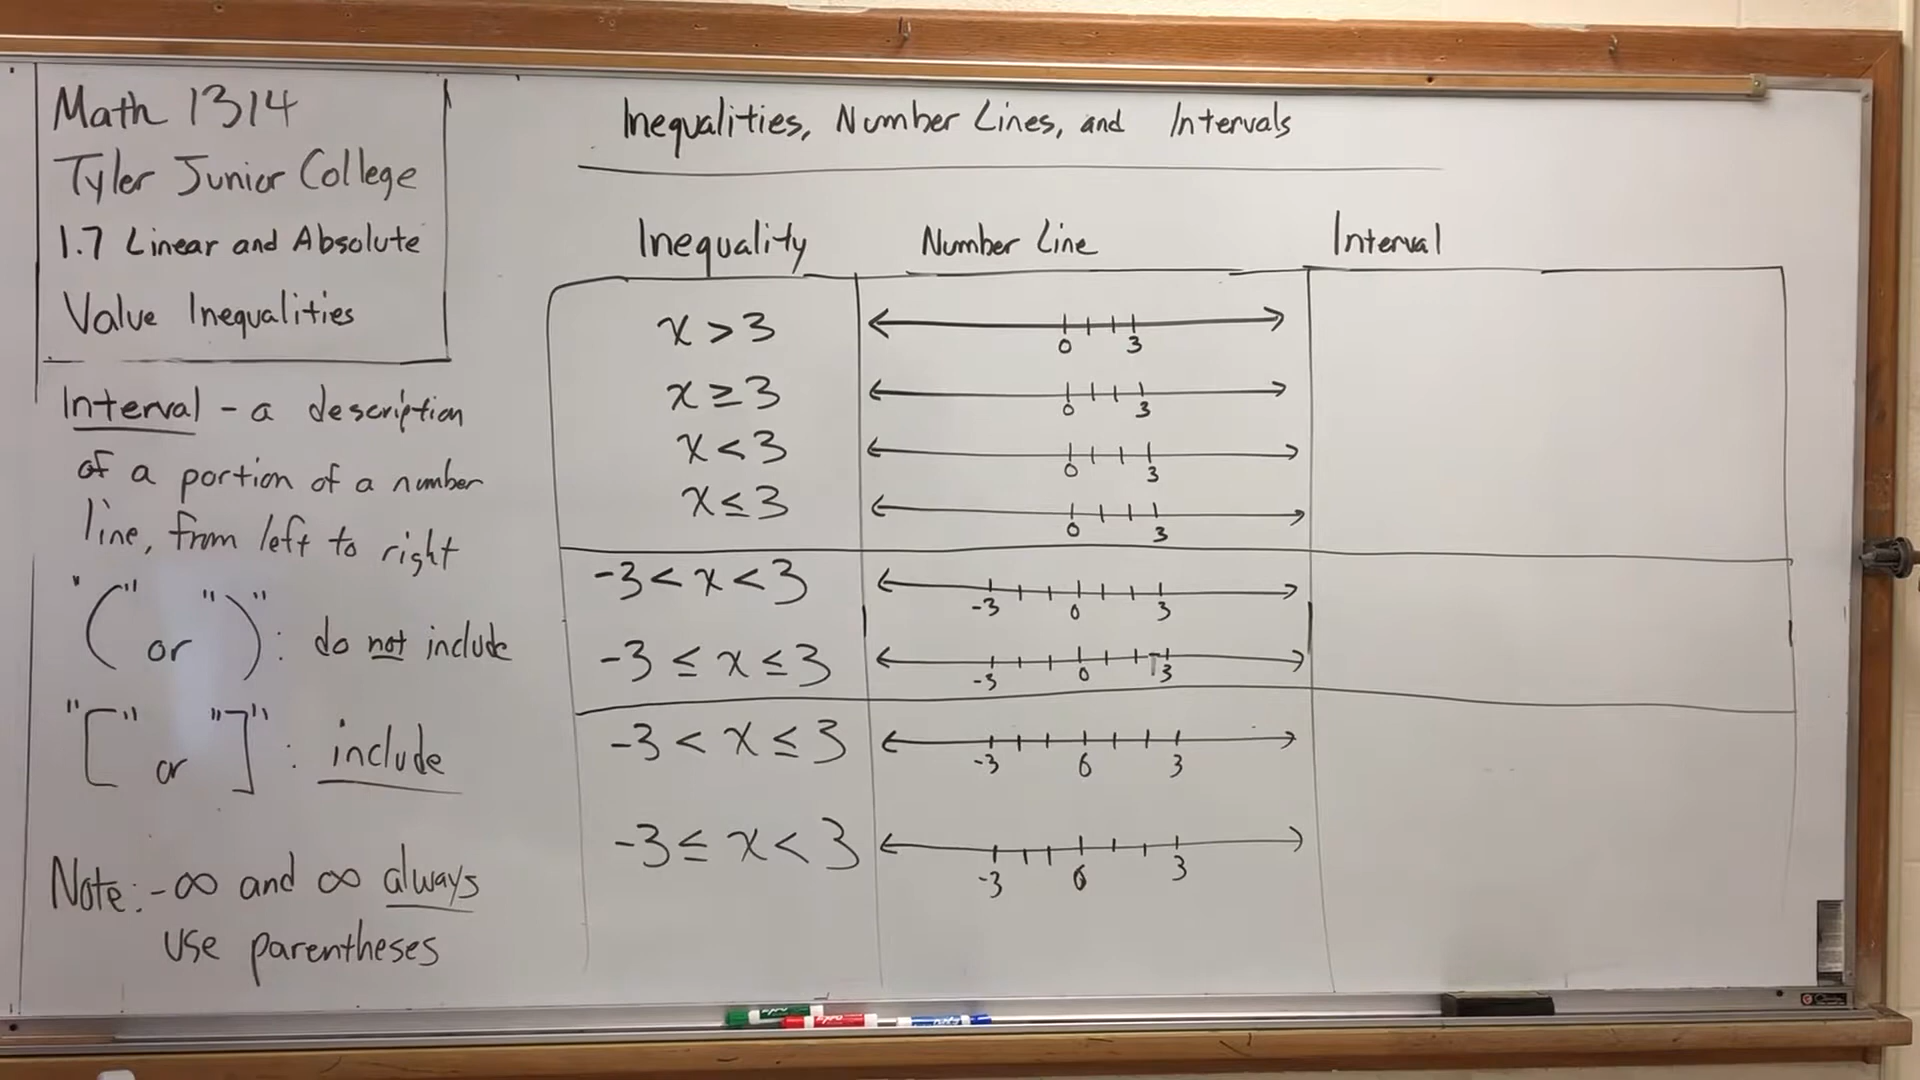 Math 1314
Tyler Junior College
1.7 Linear and Absolute
Value Inequalities
Interval - a description
of a portion of a number
line, from left to right
"(" or ")": do not include
"[" or "]": include
Note: -∞ and ∞ always
use parentheses
Inequalities, Number Lines, and Intervals
Inequality Number Line Interval
x > 3
0 3
x ≥ 3
0 3
x < 3
0 3
x ≤ 3
0 3
-3 < x < 3
-3 0 3
-3 ≤ x ≤ 3
-3 0 3
-3 < x ≤ 3
-3 0 3
-3 ≤ x < 3
-3 0 3